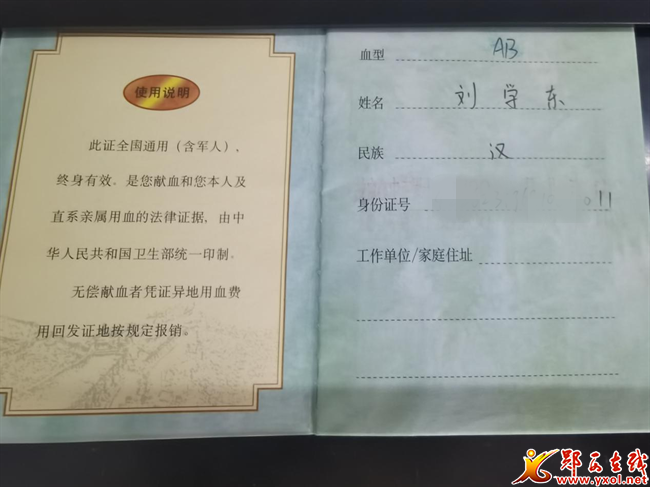 使用说明
此证全国通用（含军人）、
终身有效。是您献血和您本人及
直系亲属用血的法律证据，由中
华人民共和国卫生部统一印制。
无偿献血者凭证异地用血费
用回发证地按规定报销。
血型 AB
姓名 刘学东
民族 汉
身份证号 011
工作单位/家庭住址
郧西在线
www.yxol.net